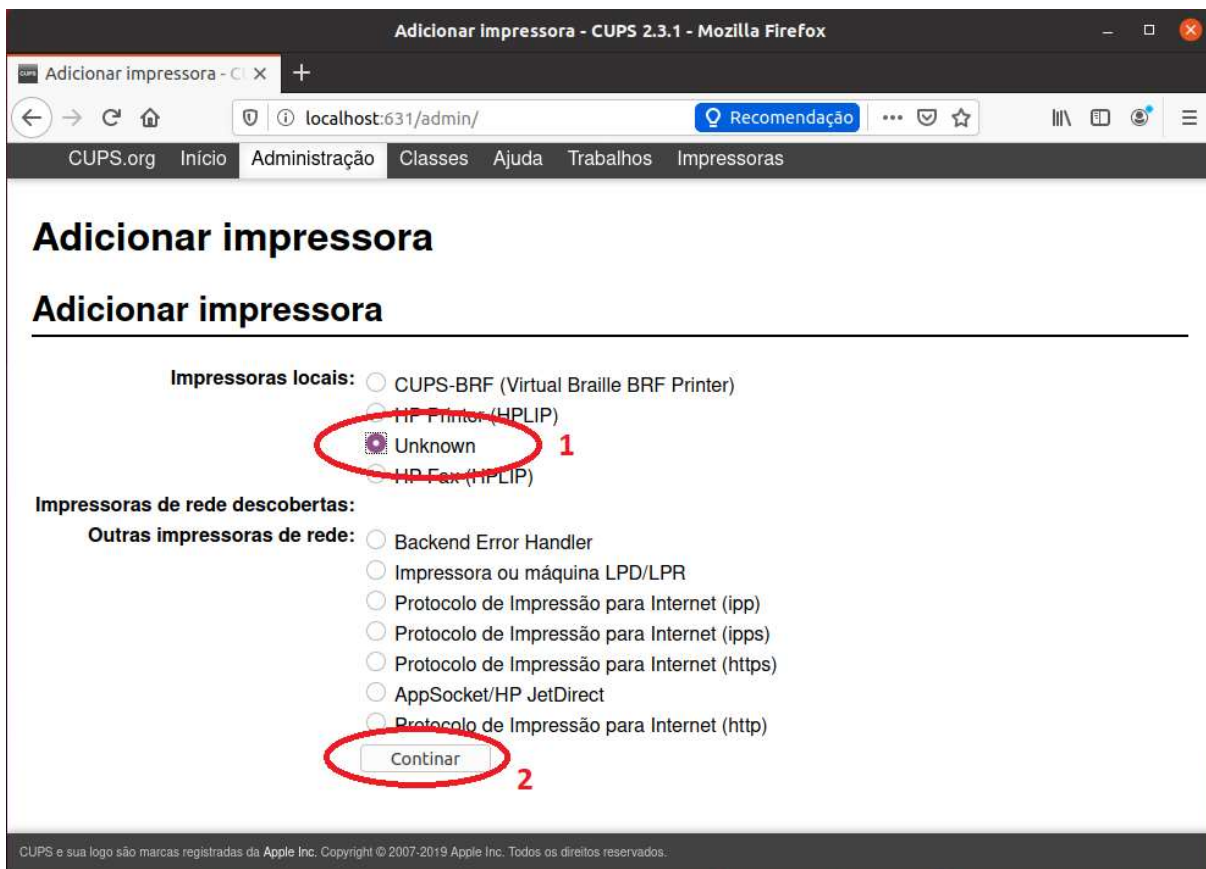 Adicionar impressora - CUPS 2.3.1 - Mozilla Firefox
CUPS Adicionar impressora - C
localhost:631/admin/ Recomendação
CUPS.org Início Administração Classes Ajuda Trabalhos Impressoras
Adicionar impressora
Adicionar impressora
Impressoras locais: CUPS-BRF (Virtual Braille BRF Printer)
HP Printer (HPLIP)
Unknown 1
HP Fax (HPLIP)
Impressoras de rede descobertas:
Outras impressoras de rede: Backend Error Handler
Impressora ou máquina LPD/LPR
Protocolo de Impressão para Internet (ipp)
Protocolo de Impressão para Internet (ipps)
Protocolo de Impressão para Internet (https)
AppSocket/HP JetDirect
Protocolo de Impressão para Internet (http)
Continar 2
CUPS e sua logo são marcas registradas da Apple Inc. Copyright © 2007-2019 Apple Inc. Todos os direitos reservados.